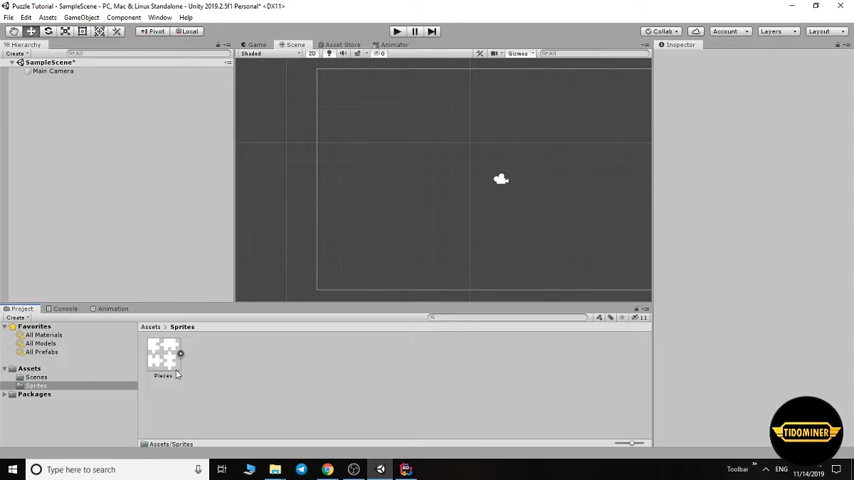 Puzzle Tutorial - SampleScene - PC, Mac & Linux Standalone - Unity 2019.2.5f1 Personal* <DX11>
File Edit Assets GameObject Component Window Help
Pivot Local Collab Account Layers Layout
Hierarchy Game Scene Asset Store Animator Inspector
Create All Shaded 2D 0 Gizmos All
SampleScene*
Main Camera
Project Console Animation
Create 11
Favorites
All Materials
All Models
All Prefabs
Assets
Scenes
Sprites
Packages
Assets Sprites
Pieces
Assets/Sprites
TIDOMINER
Type here to search
Toolbar ENG
11/14/2019